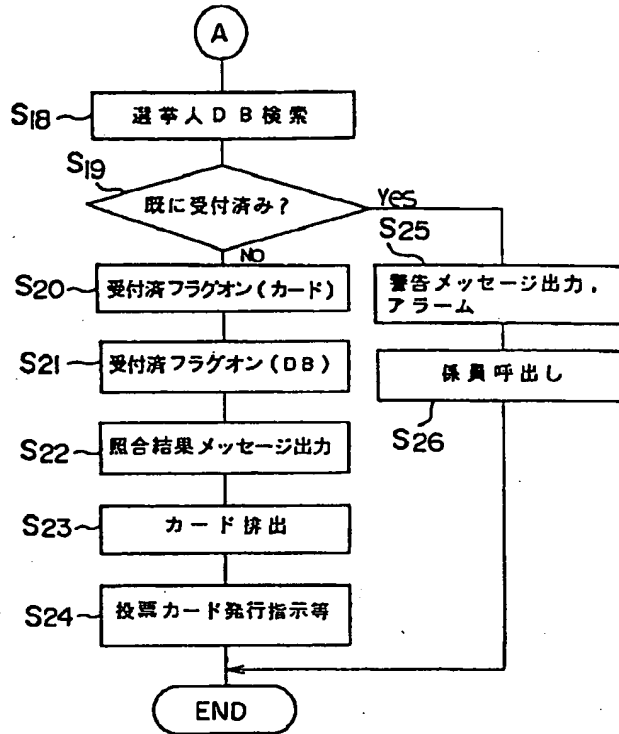 A
S18
選挙人DB検索
S19
既に受付済み?
Yes
NO
S25
S20
受付済フラグオン(カード)
警告メッセージ出力,
アラーム
S21
受付済フラグオン(DB)
係員呼出し
S26
S22
照合結果メッセージ出力
S23
カード排出
S24
投票カード発行指示等
END